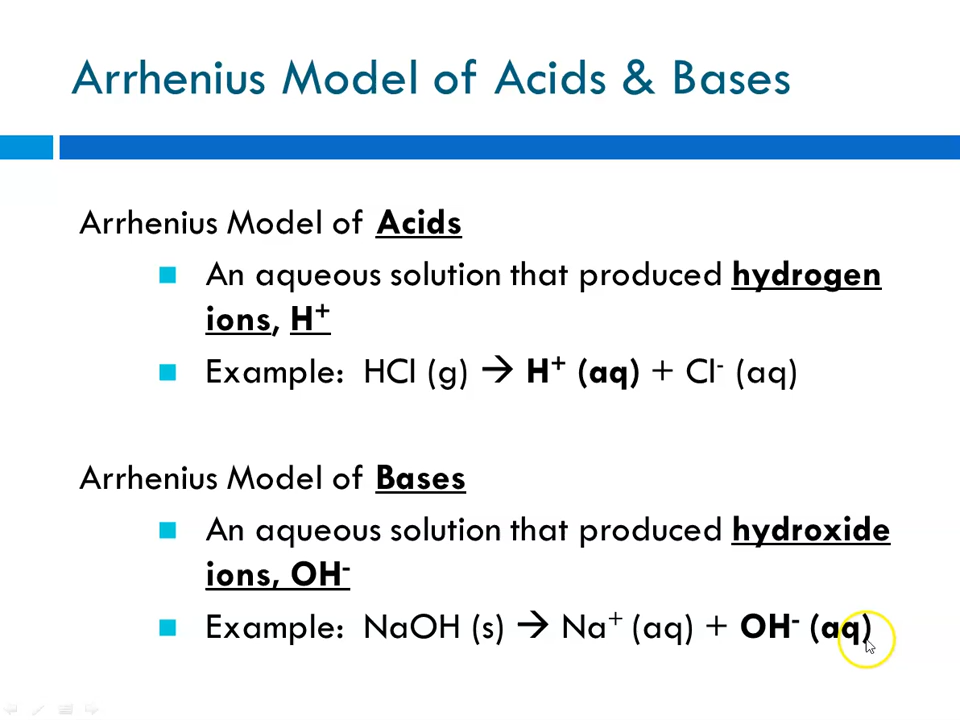 Arrhenius Model of Acids & Bases
Arrhenius Model of Acids
An aqueous solution that produced hydrogen
ions, H⁺
Example: HCl (g) → H⁺ (aq) + Cl⁻ (aq)
Arrhenius Model of Bases
An aqueous solution that produced hydroxide
ions, OH⁻
Example: NaOH (s) → Na⁺ (aq) + OH⁻ (aq)